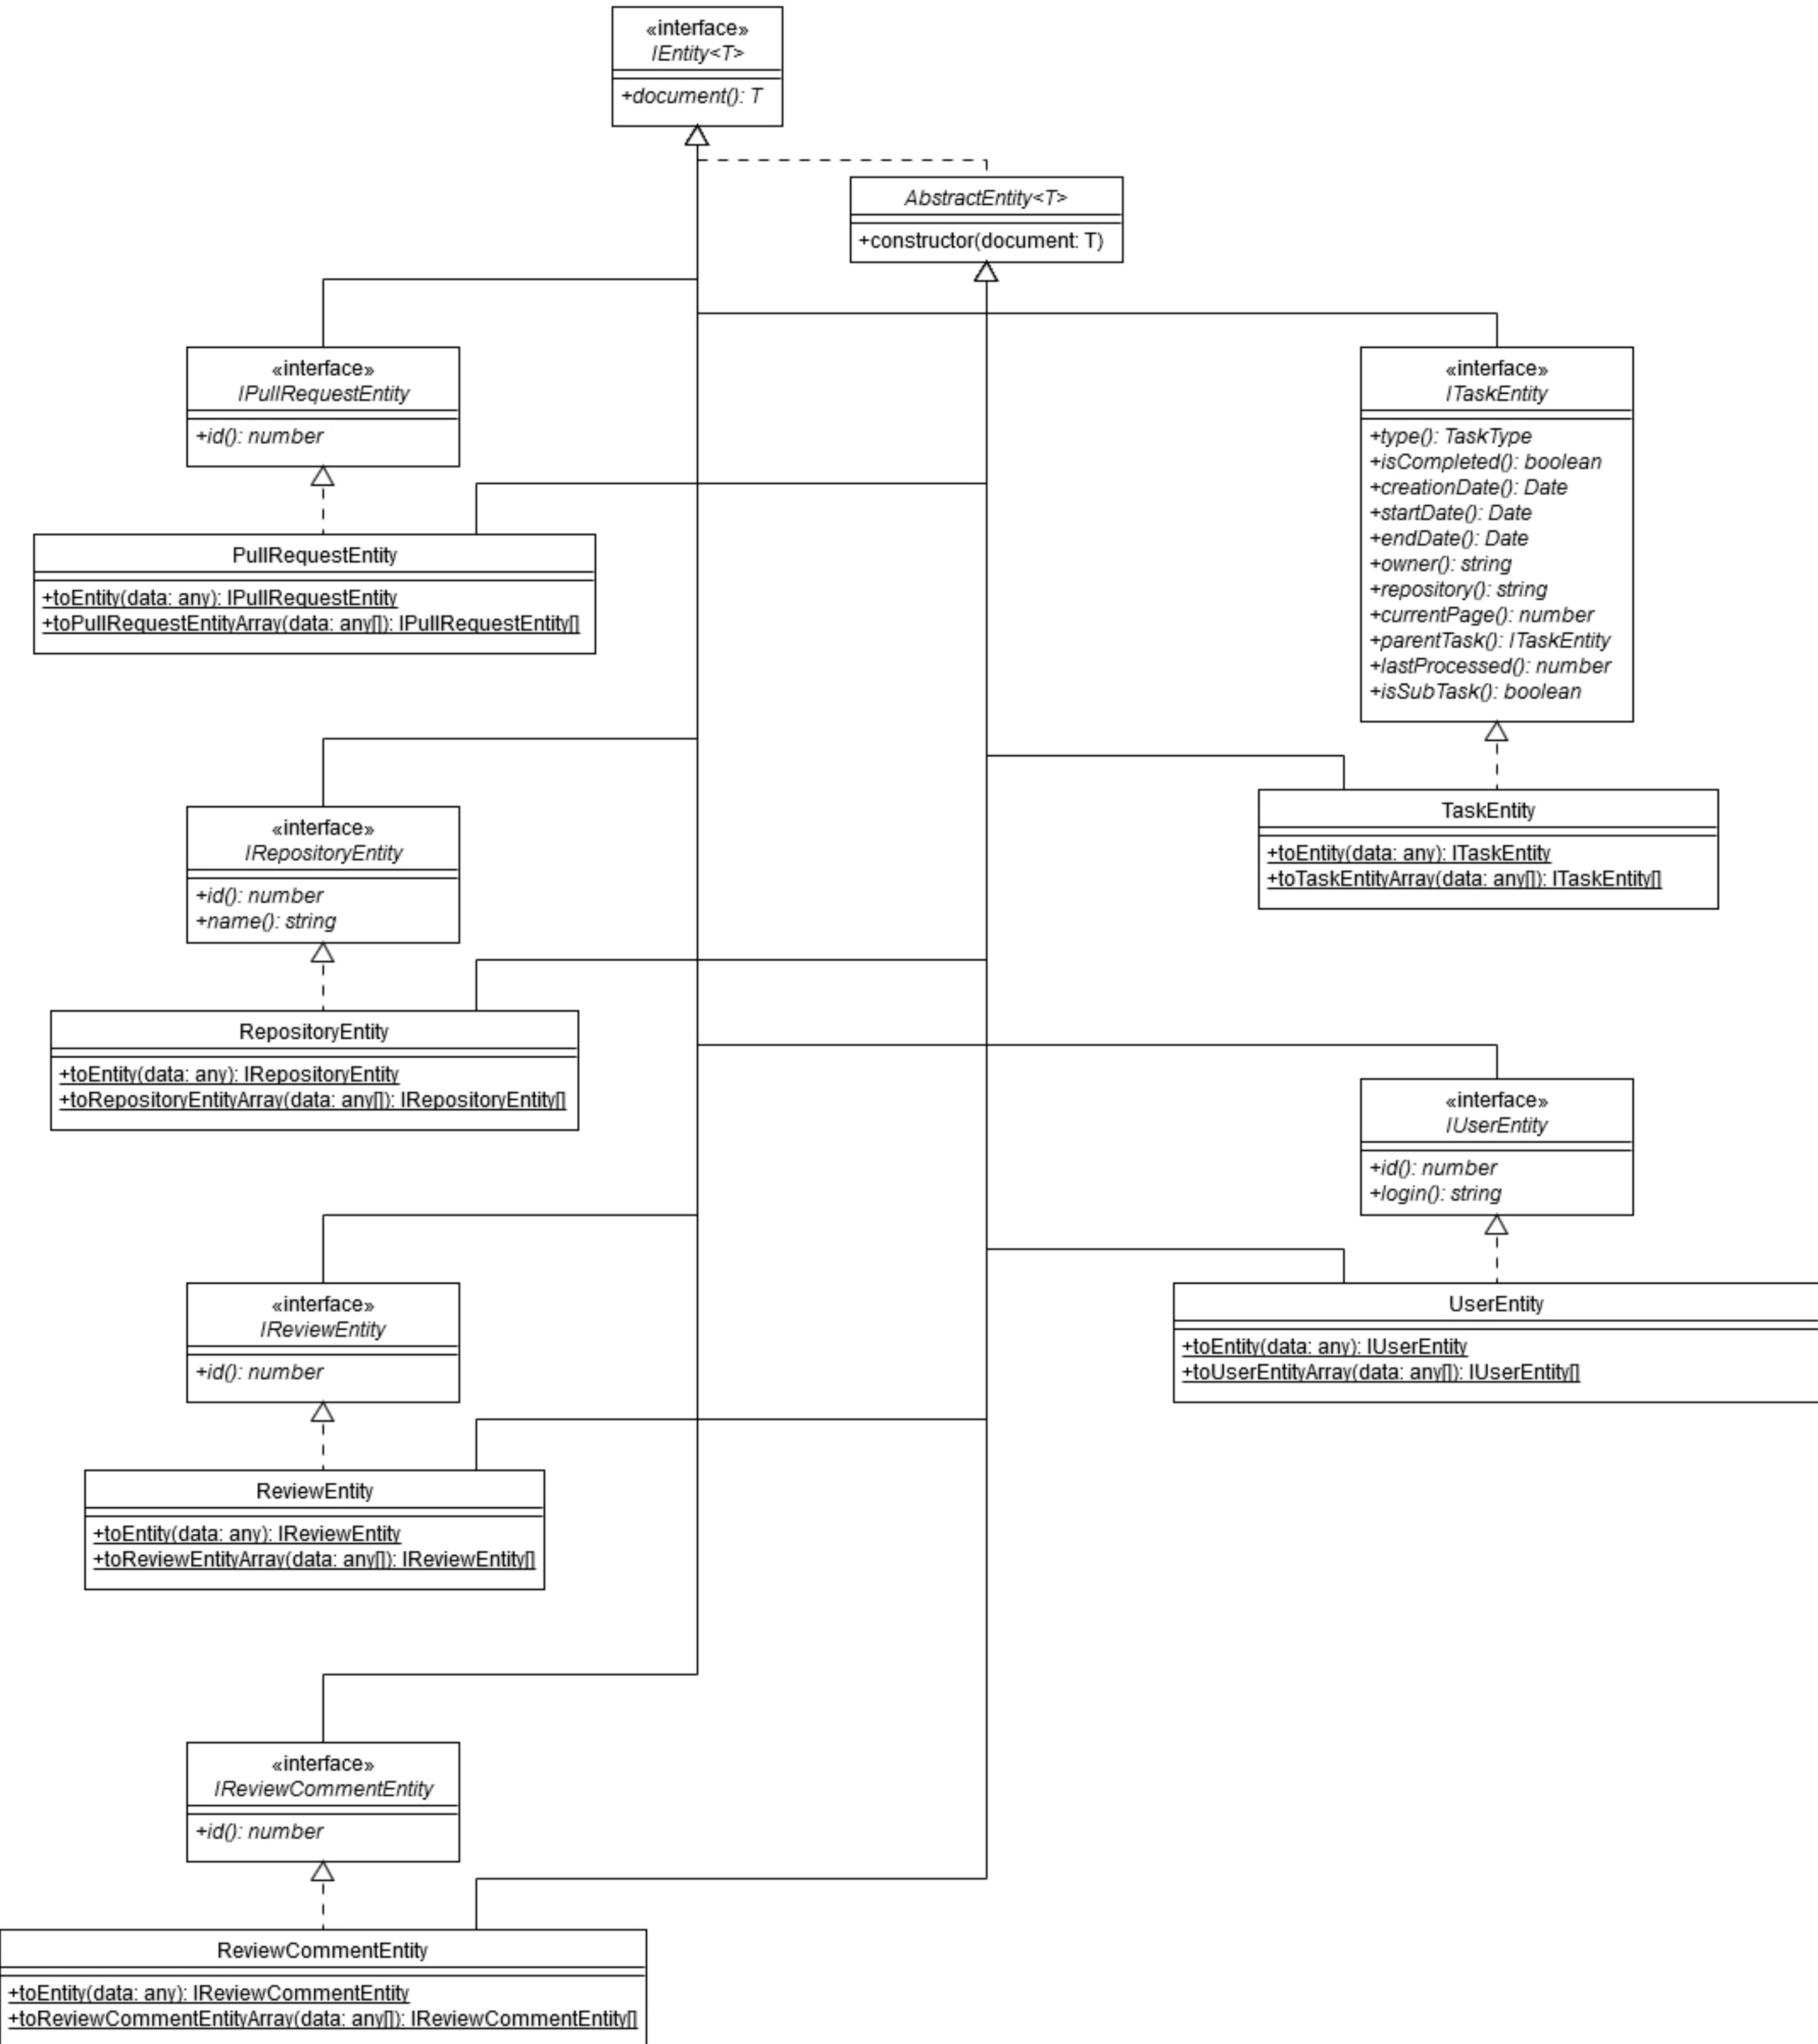 «interface»
IEntity<T>
+document(): T
AbstractEntity<T>
+constructor(document: T)
«interface»
IPullRequestEntity
+id(): number
PullRequestEntity
+toEntity(data: any): IPullRequestEntity
+toPullRequestEntityArray(data: any[]): IPullRequestEntity[]
«interface»
ITaskEntity
+type(): TaskType
+isCompleted(): boolean
+creationDate(): Date
+startDate(): Date
+endDate(): Date
+owner(): string
+repository(): string
+currentPage(): number
+parentTask(): ITaskEntity
+lastProcessed(): number
+isSubTask(): boolean
TaskEntity
+toEntity(data: any): ITaskEntity
+toTaskEntityArray(data: any[]): ITaskEntity[]
«interface»
IRepositoryEntity
+id(): number
+name(): string
RepositoryEntity
+toEntity(data: any): IRepositoryEntity
+toRepositoryEntityArray(data: any[]): IRepositoryEntity[]
«interface»
IUserEntity
+id(): number
+login(): string
UserEntity
+toEntity(data: any): IUserEntity
+toUserEntityArray(data: any[]): IUserEntity[]
«interface»
IReviewEntity
+id(): number
ReviewEntity
+toEntity(data: any): IReviewEntity
+toReviewEntityArray(data: any[]): IReviewEntity[]
«interface»
IReviewCommentEntity
+id(): number
ReviewCommentEntity
+toEntity(data: any): IReviewCommentEntity
+toReviewCommentEntityArray(data: any[]): IReviewCommentEntity[]